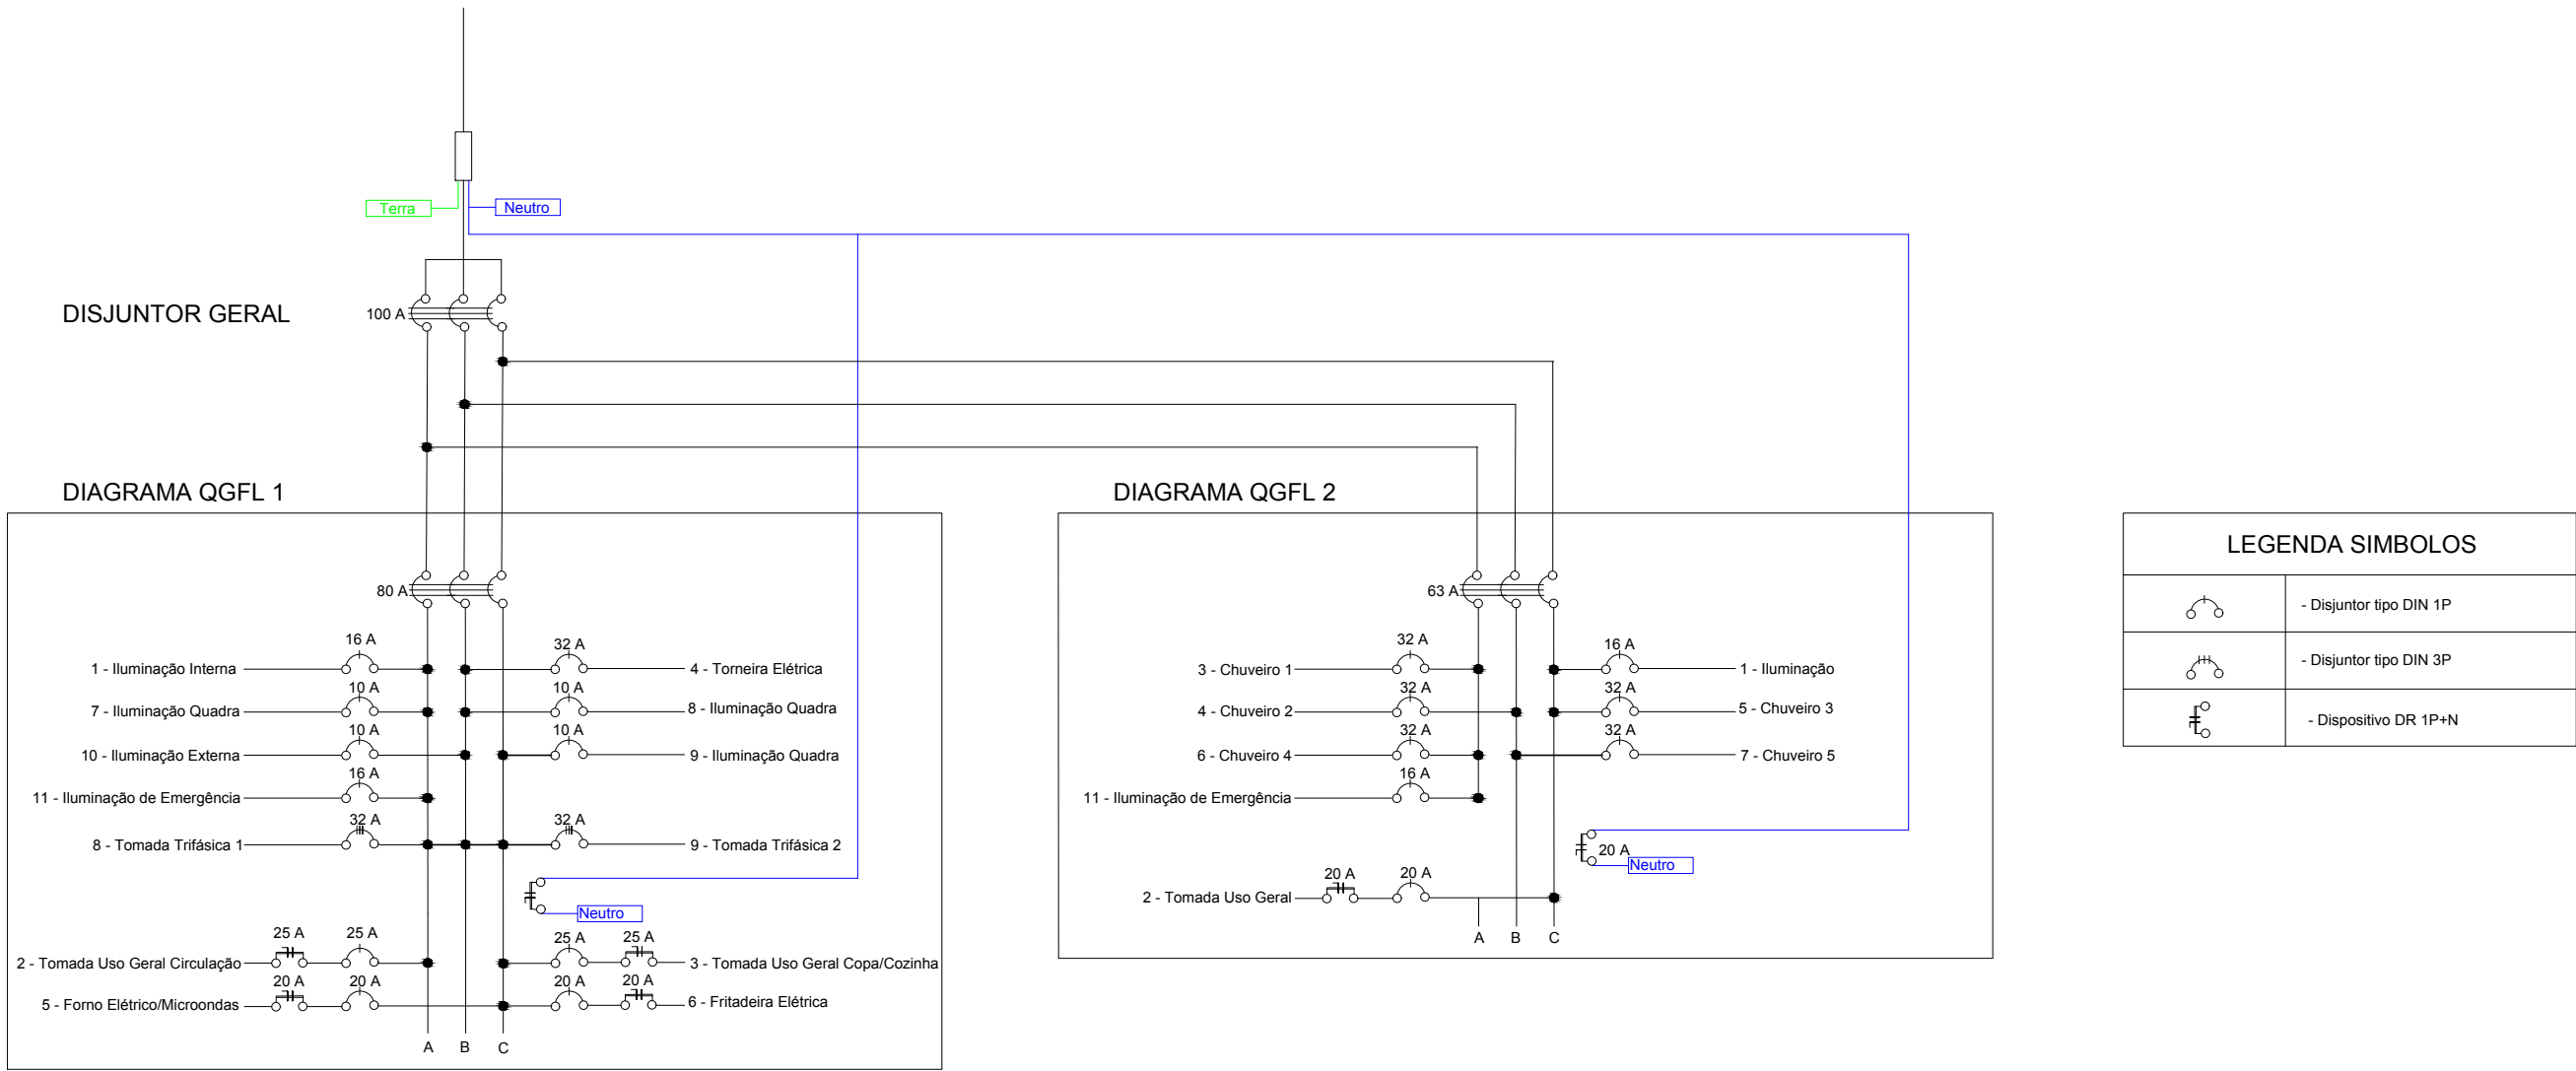 Terra
Neutro
DISJUNTOR GERAL
100 A
DIAGRAMA QGFL 1
80 A
16 A
32 A
1 - Iluminação Interna
4 - Torneira Elétrica
10 A
10 A
7 - Iluminação Quadra
8 - Iluminação Quadra
10 A
10 A
10 - Iluminação Externa
9 - Iluminação Quadra
16 A
11 - Iluminação de Emergência
32 A
32 A
8 - Tomada Trifásica 1
9 - Tomada Trifásica 2
Neutro
25 A
25 A
25 A
25 A
2 - Tomada Uso Geral Circulação
3 - Tomada Uso Geral Copa/Cozinha
20 A
20 A
20 A
20 A
5 - Forno Elétrico/Microondas
6 - Fritadeira Elétrica
A
B
C
DIAGRAMA QGFL 2
63 A
32 A
16 A
3 - Chuveiro 1
1 - Iluminação
32 A
32 A
4 - Chuveiro 2
5 - Chuveiro 3
32 A
32 A
6 - Chuveiro 4
7 - Chuveiro 5
16 A
11 - Iluminação de Emergência
20 A
Neutro
20 A
20 A
2 - Tomada Uso Geral
A
B
C
LEGENDA SIMBOLOS
- Disjuntor tipo DIN 1P
- Disjuntor tipo DIN 3P
- Dispositivo DR 1P+N